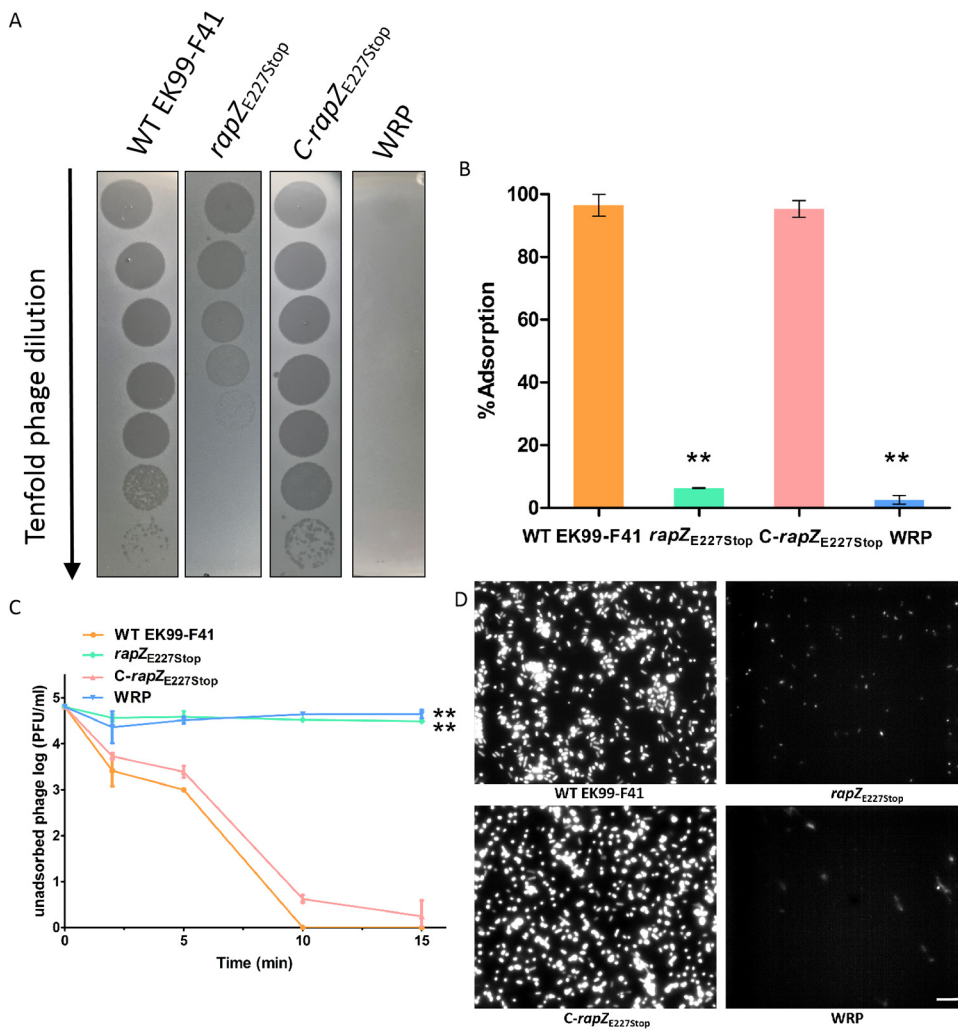 A
WT EK99-F41
rapZE227Stop
C-rapZE227Stop
WRP
Tenfold phage dilution
B
% Adsorption
100
80
60
40
20
0
**
**
WT EK99-F41 rapZE227Stop C-rapZE227Stop WRP
C
WT EK99-F41
rapZE227Stop
C-rapZE227Stop
WRP
unadsorbed phage log (PFU/ml)
5
4
3
2
1
0
**
**
0 5 10 15
Time (min)
D
WT EK99-F41
rapZE227Stop
C-rapZE227Stop
WRP